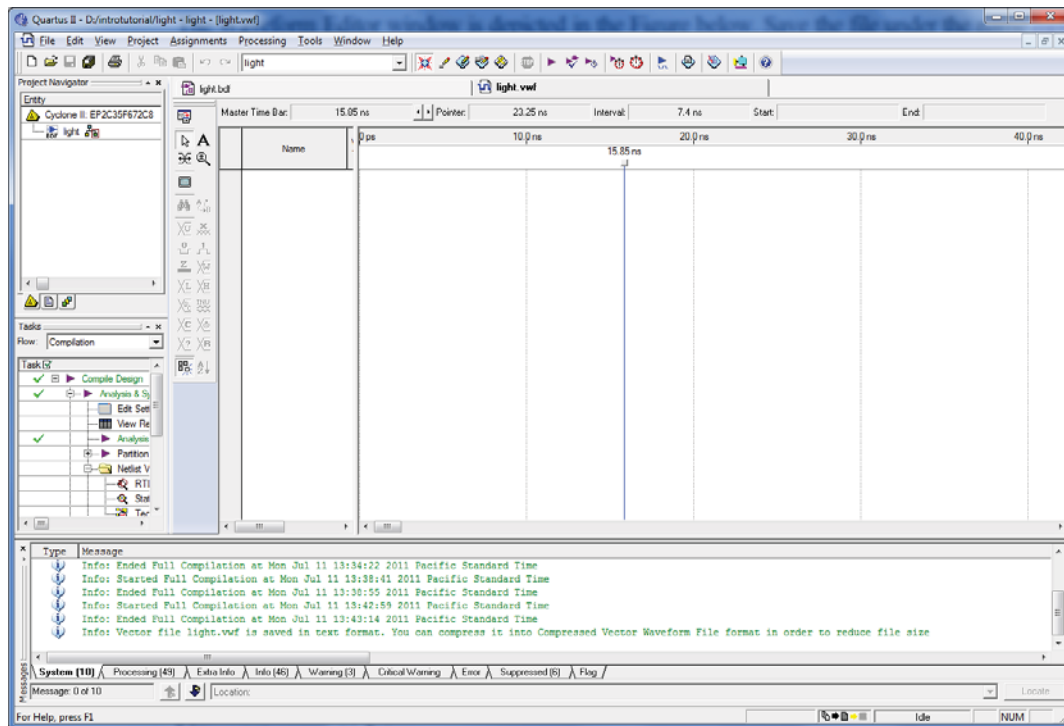 Quartus II - D:/introtutorial/light - light - [light.vwf]
File Edit View Project Assignments Processing Tools Window Help
light
Project Navigator
light.bdf
light.vwf
Entity
Cyclone II: EP2C35F672C8
light
Master Time Bar: 15.85 ns Pointer: 23.25 ns Interval: 7.4 ns Start: End:
Name
0 ps 10.0 ns 20.0 ns 30.0 ns 40.0 ns
15.85 ns
Tasks
Flow: Compilation
Task
Compile Design
Analysis & Sy
Edit Sett
View Re
Analysis
Partition
Netlist V
RTL
Stat
Tec
Type Message
Info: Ended Full Compilation at Mon Jul 11 13:34:22 2011 Pacific Standard Time
Info: Started Full Compilation at Mon Jul 11 13:38:41 2011 Pacific Standard Time
Info: Ended Full Compilation at Mon Jul 11 13:38:55 2011 Pacific Standard Time
Info: Started Full Compilation at Mon Jul 11 13:42:59 2011 Pacific Standard Time
Info: Ended Full Compilation at Mon Jul 11 13:43:14 2011 Pacific Standard Time
Info: Vector file light.vwf is saved in text format. You can compress it into Compressed Vector Waveform File format in order to reduce file size
Messages
System (10) Processing (49) Extra Info Info (46) Warning (3) Critical Warning Error Suppressed (6) Flag
Message: 0 of 10 Location: Locate
For Help, press F1 Idle NUM